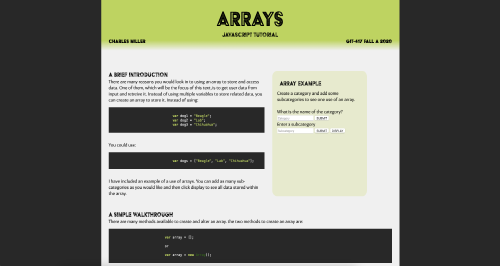 ARRAYS
JAVASCRIPT TUTORIAL
CHARLES MILLER
GIT-417 FALL A 2020
A BRIEF INTRODUCTION
There are many reasons you would look in to using an array to store and access
data. One of them, which will be the focus of this text, is to get user data from
input and retrieve it. Instead of using multiple variables to store related data, you
can create an array to store it. Instead of using:
var dog1 = "Beagle";
var dog2 = "Lab";
var dog3 = "Chihuahua";
You could use:
var dogs = ["Beagle", "Lab", "Chihuahua"];
I have included an example of a use of arrays. You can add as many sub-
categories as you would like and then click display to see all data stored within
the array.
ARRAY EXAMPLE
Create a category and add some
subcategories to see one use of an array.
What is the name of the category?
SUBMIT
Enter a subcategory
SUBMIT DISPLAY
A SIMPLE WALKTHROUGH
There are many methods available to create and alter an array, the two methods to create an array are:
var array = [];
or
var array = new Array();